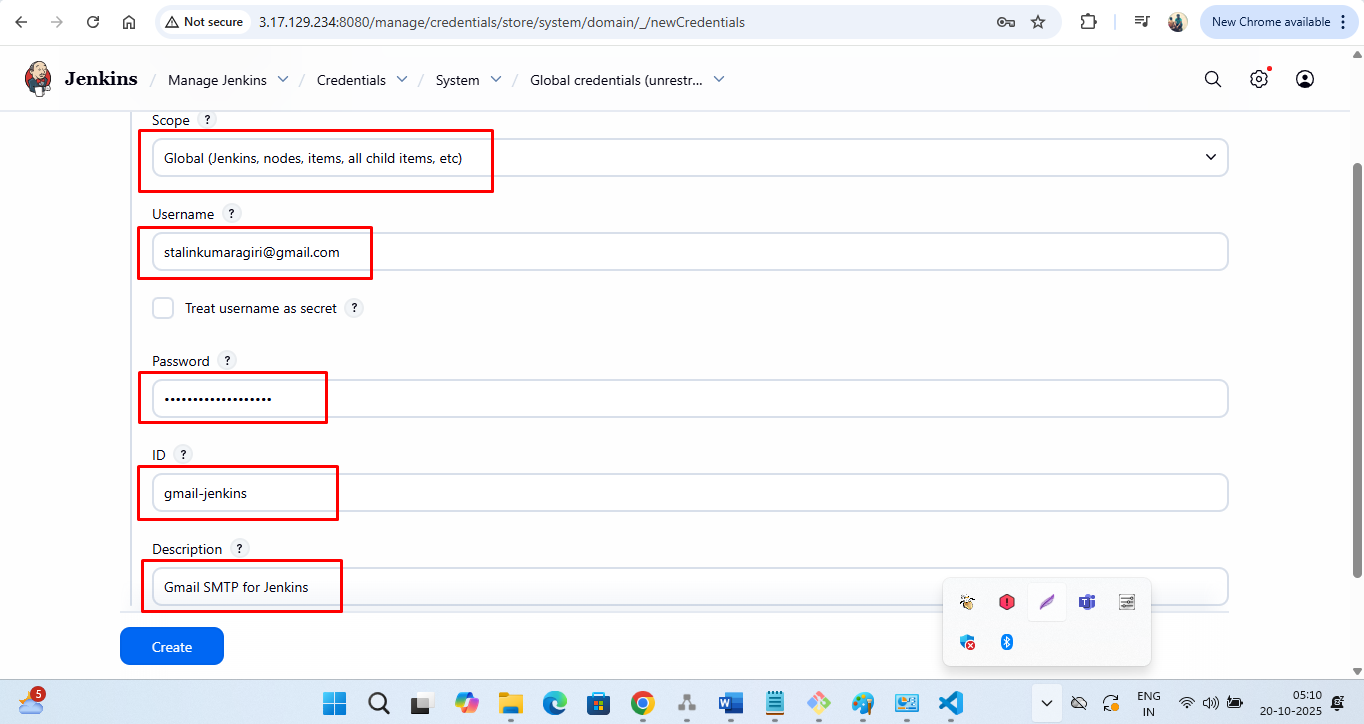 Not secure
3.17.129.234:8080/manage/credentials/store/system/domain/_/newCredentials
New Chrome available
Jenkins / Manage Jenkins / Credentials / System / Global credentials (unrestr... 
Scope ?
Global (Jenkins, nodes, items, all child items, etc)
Username ?
stalinkumaragiri@gmail.com
Treat username as secret ?
Password ?
•••••••••••••••••••
ID ?
gmail-jenkins
Description ?
Gmail SMTP for Jenkins
Create
5
ENG
IN
05:10
20-10-2025